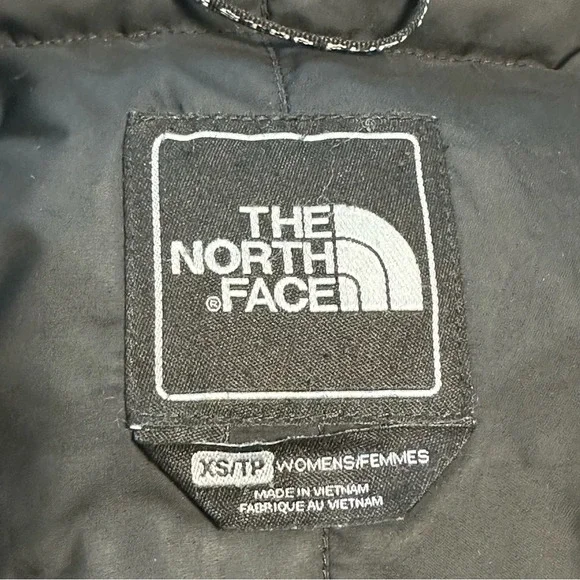 THE
NORTH
®FACE
XS/TP WOMENS/FEMMES
MADE IN VIETNAM
FABRIQUE AU VIETNAM